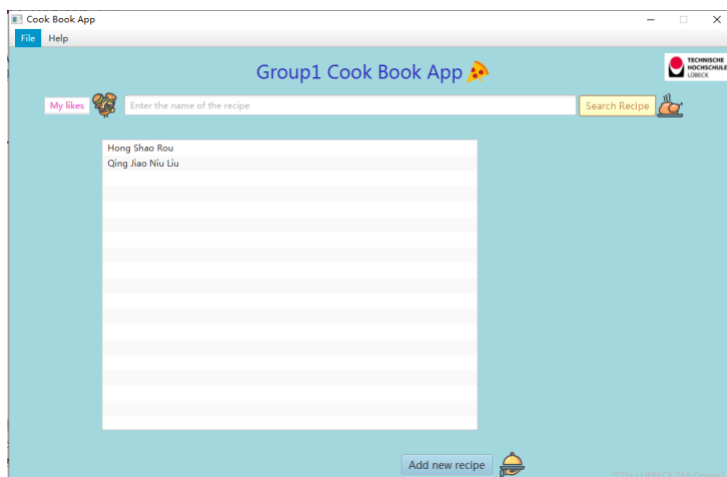 Cook Book App
File Help
Group1 Cook Book App
TECHNISCHE
HOCHSCHULE
LÜBECK
My likes Enter the name of the recipe Search Recipe
Hong Shao Rou
Qing Jiao Niu Liu
Add new recipe